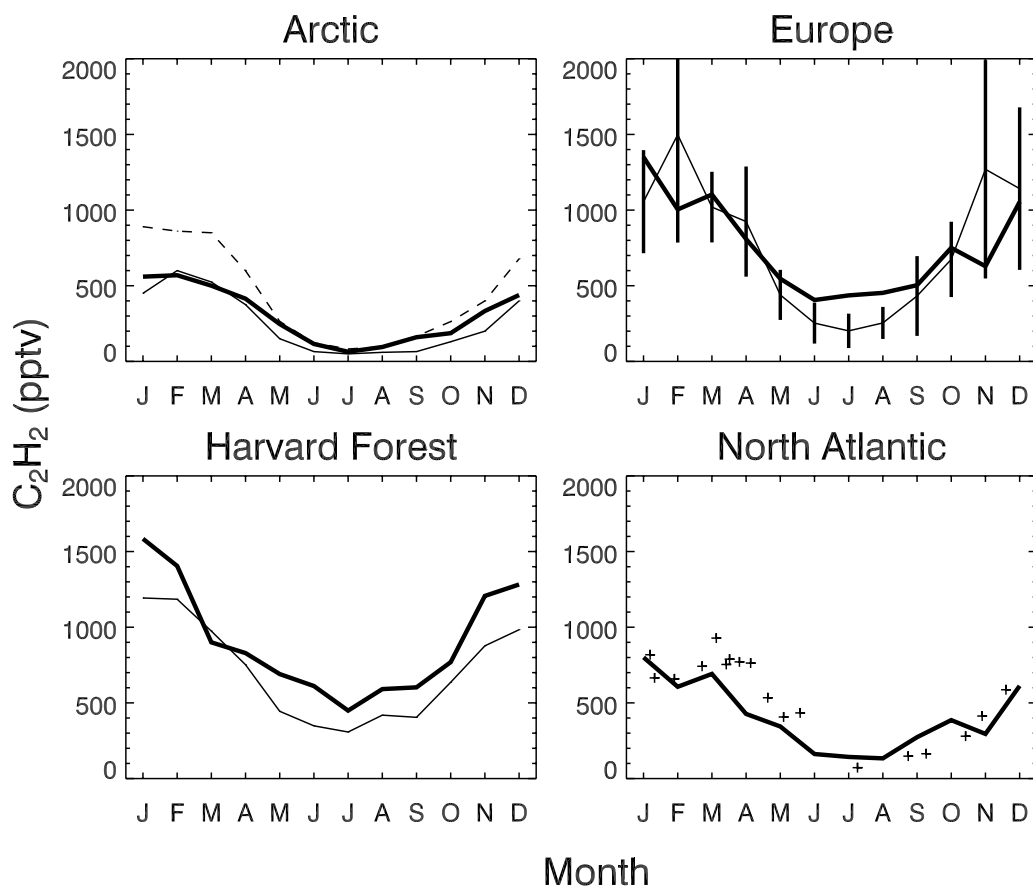 Arctic
Europe
2000
1500
1000
500
0
J F M A M J J A S O N D
2000
1500
1000
500
0
J F M A M J J A S O N D
C₂H₂ (pptv)
Harvard Forest
North Atlantic
2000
1500
1000
500
0
J F M A M J J A S O N D
2000
1500
1000
500
0
J F M A M J J A S O N D
Month